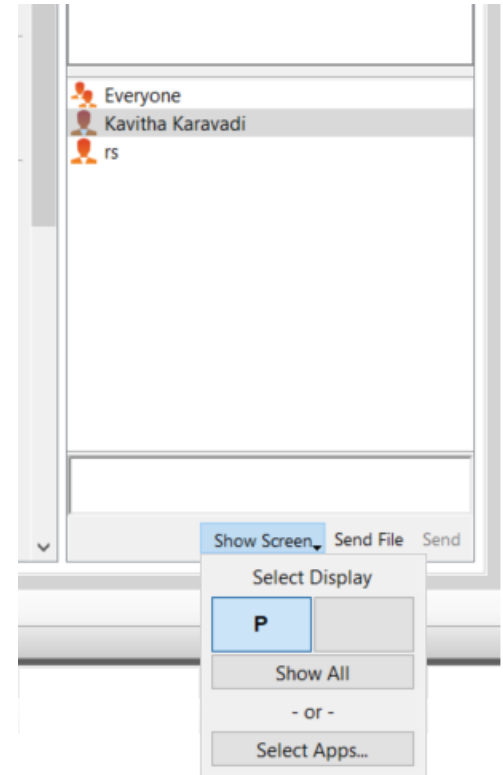 Everyone
Kavitha Karavadi
rs
Show Screen Send File Send
Select Display
P
Show All
- or -
Select Apps...